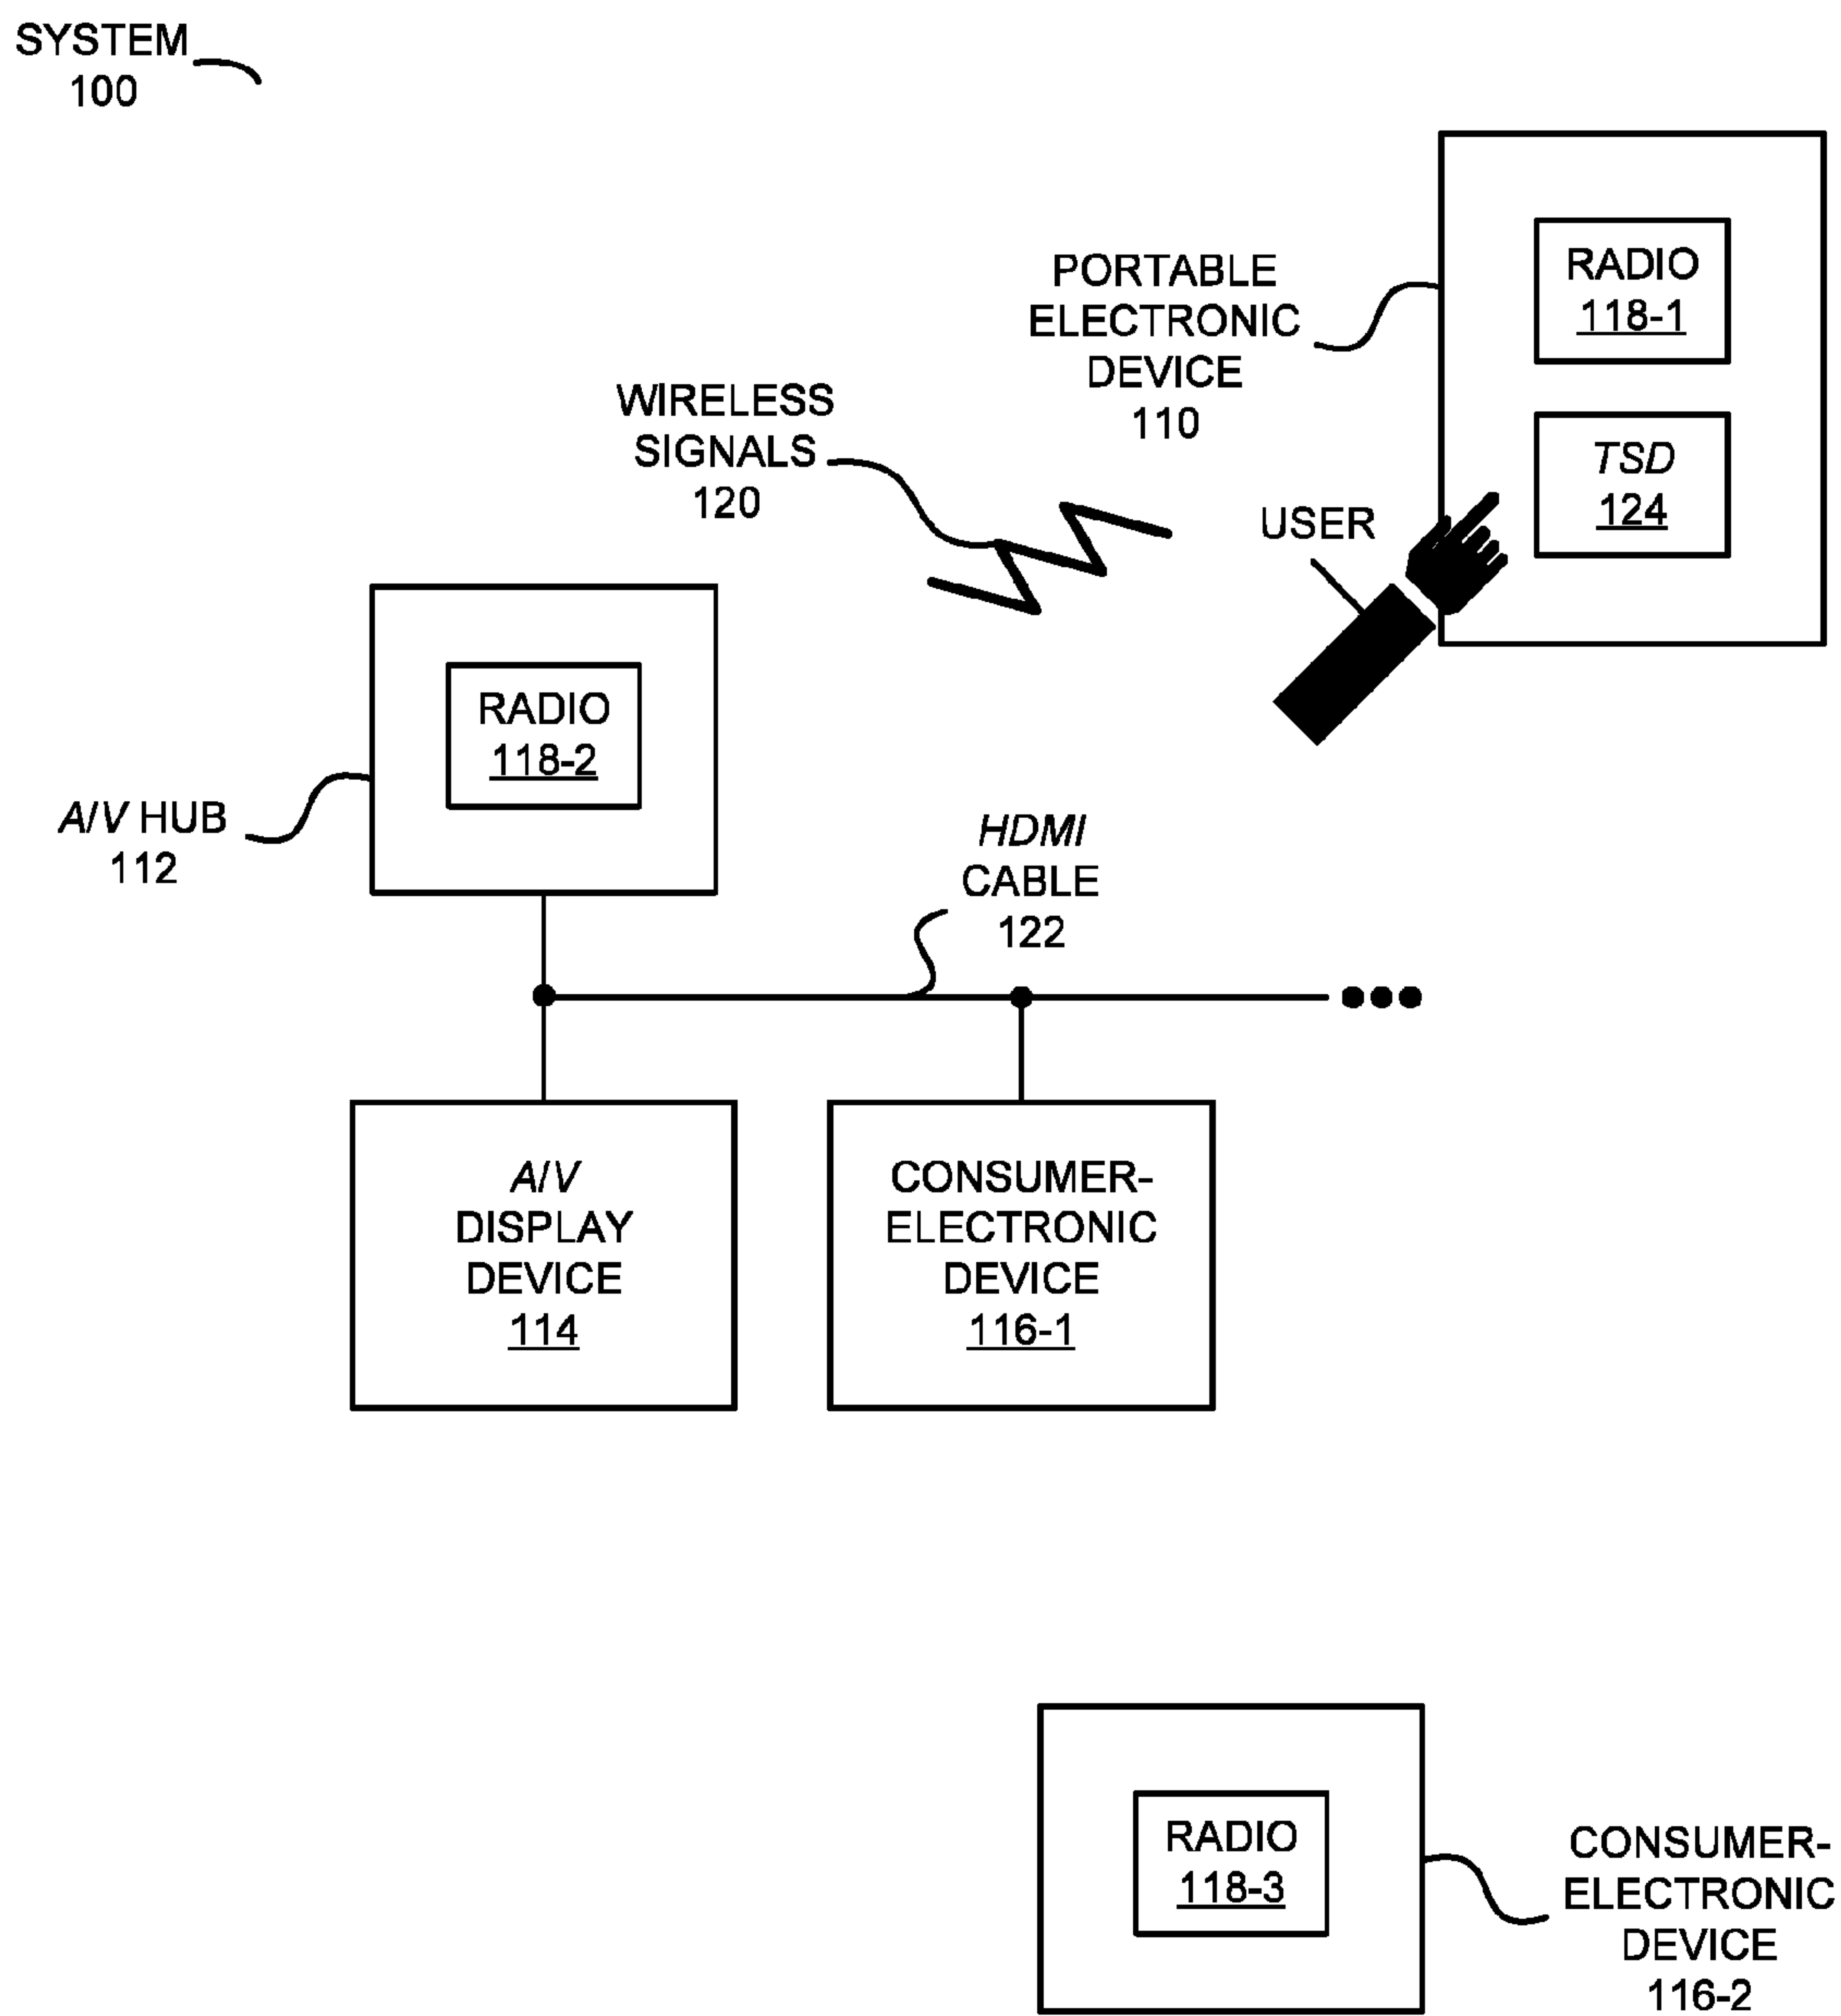 SYSTEM
100
PORTABLE
ELECTRONIC
DEVICE
110
RADIO
118-1
TSD
124
WIRELESS
SIGNALS
120
USER
RADIO
118-2
A/V HUB
112
HDMI
CABLE
122
A/V
DISPLAY
DEVICE
114
CONSUMER-
ELECTRONIC
DEVICE
116-1
RADIO
118-3
CONSUMER-
ELECTRONIC
DEVICE
116-2